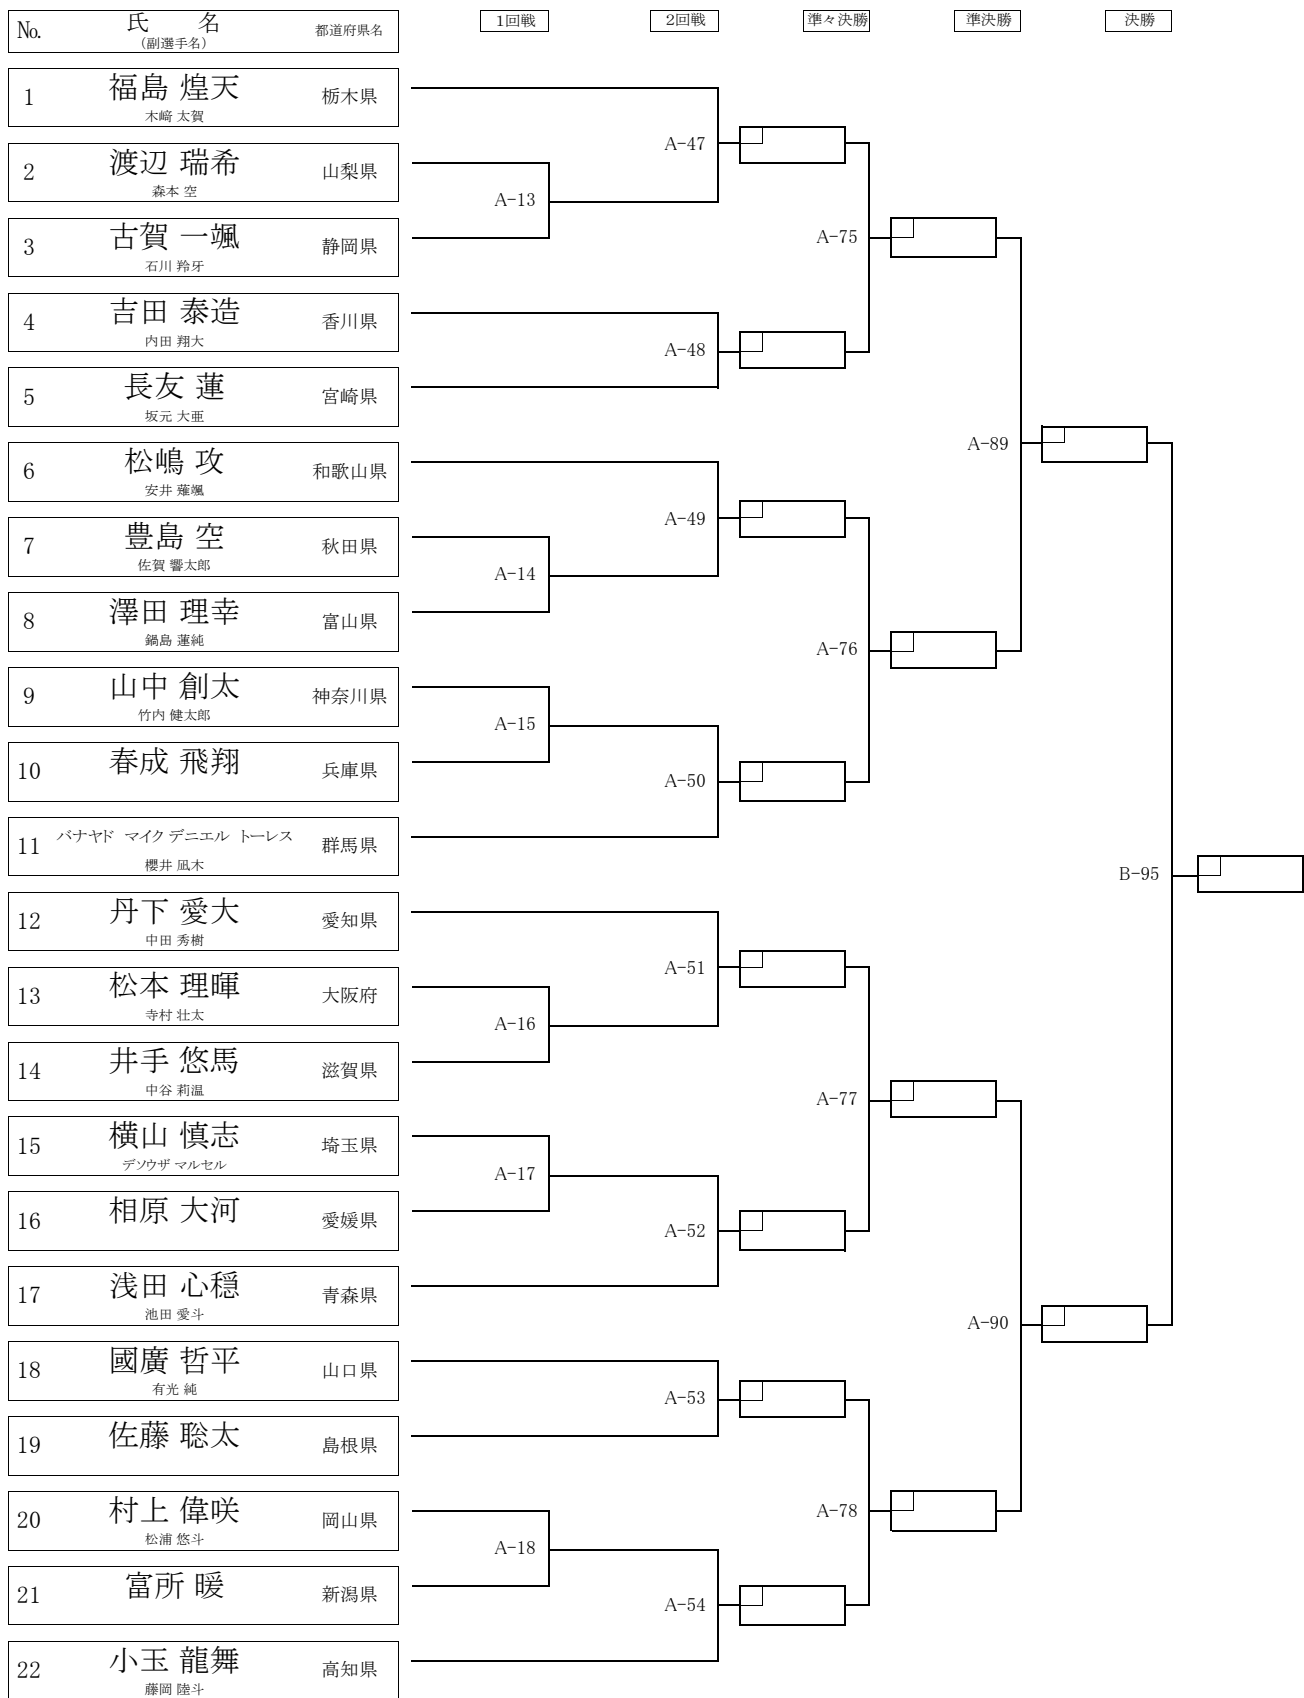 No. 氏 名 都道府県名 1回戦 2回戦 準々決勝 準決勝 決勝
(副選手名)
1 福島 煌天 栃木県
木﨑 太賀
A-47
2 渡辺 瑞希 山梨県
森本 空
A-13
3 古賀 一颯 静岡県
石川 羚牙
A-75
4 吉田 泰造 香川県
内田 翔大
A-48
5 長友 蓮 宮崎県
坂元 大亜
A-89
6 松嶋 攻 和歌山県
安井 薙颯
A-49
7 豊島 空 秋田県
佐賀 響太郎
A-14
8 澤田 理幸 富山県
鍋島 蓮純
A-76
9 山中 創太 神奈川県
竹内 健太郎
A-15
10 春成 飛翔 兵庫県
A-50
11 バナヤド マイク デニエル トーレス 群馬県
櫻井 凪木
B-95
12 丹下 愛大 愛知県
中田 秀樹
A-51
13 松本 理暉 大阪府
寺村 壮太
A-16
14 井手 悠馬 滋賀県
中谷 莉温
A-77
15 横山 慎志 埼玉県
デソウザ マルセル
A-17
16 相原 大河 愛媛県
A-52
17 浅田 心穏 青森県
池田 愛斗
A-90
18 國廣 哲平 山口県
有光 純
A-53
19 佐藤 聡太 島根県
20 村上 偉咲 岡山県
松浦 悠斗
A-78
A-18
21 富所 暖 新潟県
A-54
22 小玉 龍舞 高知県
藤岡 陸斗